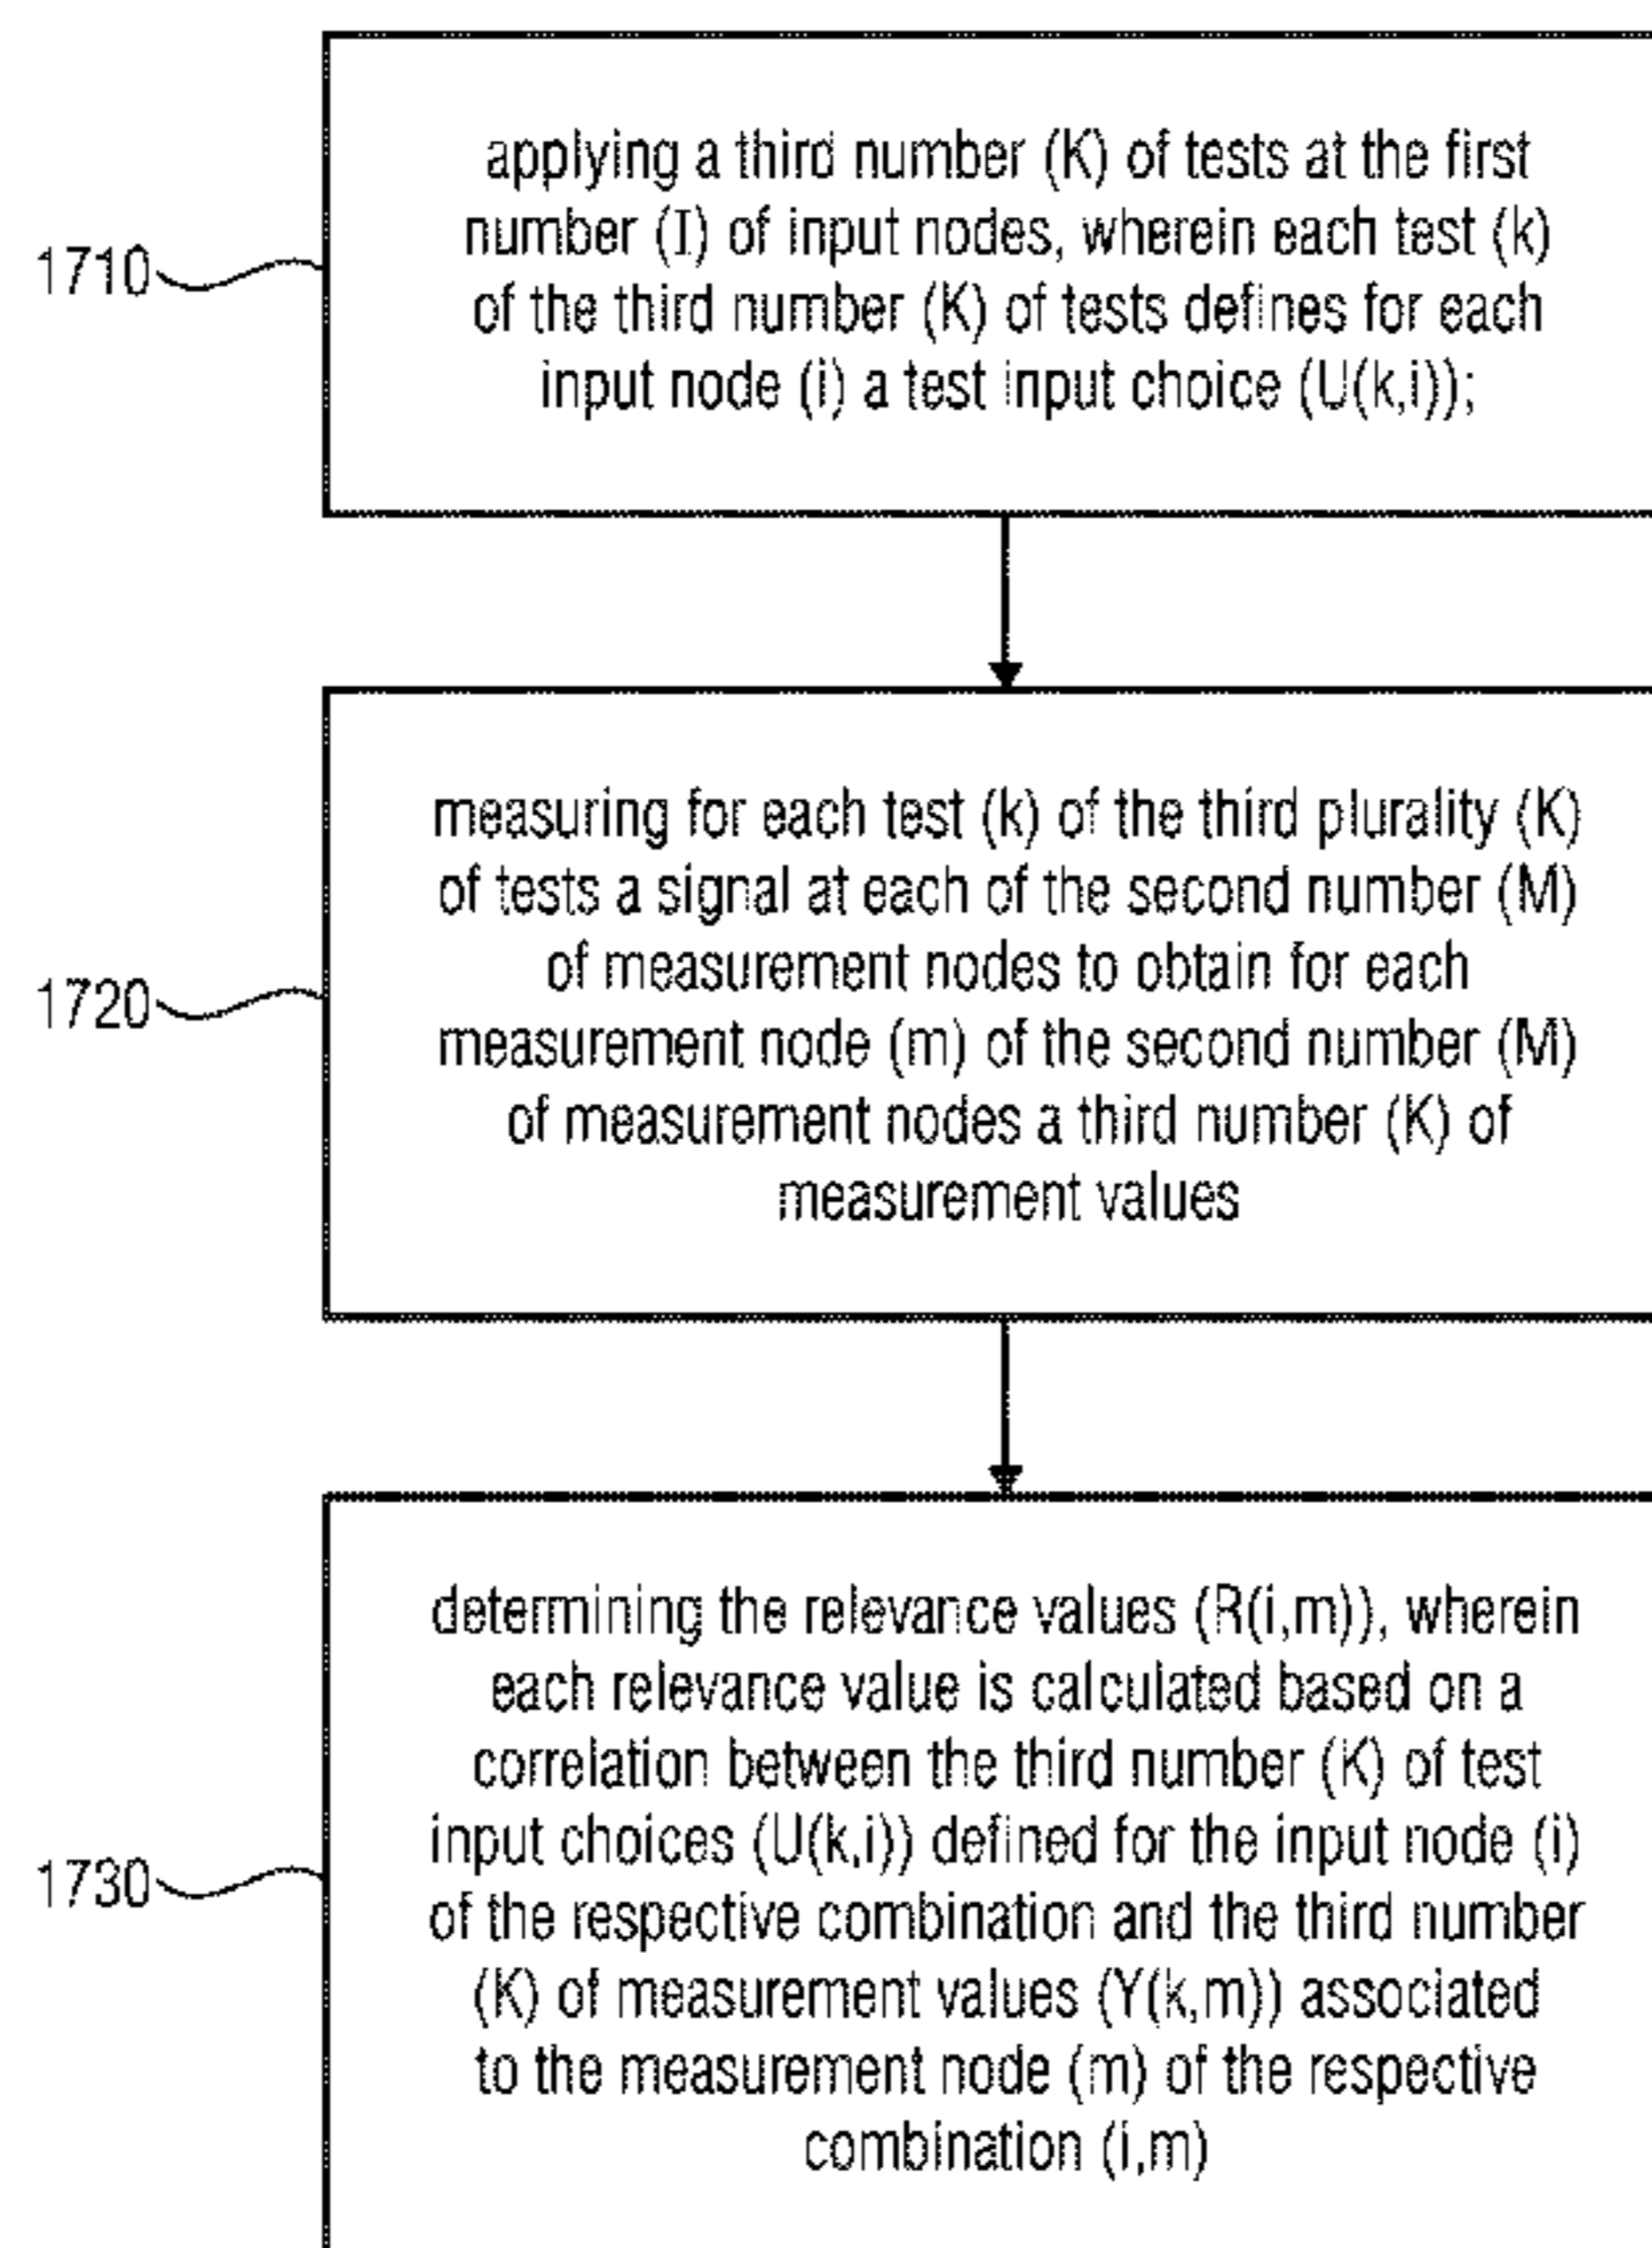 applying a third number (K) of tests at the first
number (I) of input nodes, wherein each test (k)
1710
of the third number (K) of tests defines for each
input node (i) a test input choice (U(k,i));
measuring for each test (k) of the third plurality (K)
of tests a signal at each of the second number (M)
of measurement nodes to obtain for each
1720
measurement node (m) of the second number (M)
of measurement nodes a third number (K) of
measurement values
determining the relevance values (R(i,m)), wherein
each relevance value is calculated based on a
correlation between the third number (K) of test
input choices (U(k,i)) defined for the input node (i)
1730
of the respective combination and the third number
(K) of measurement values (Y(k,m)) associated
to the measurement node (m) of the respective
combination (i,m)